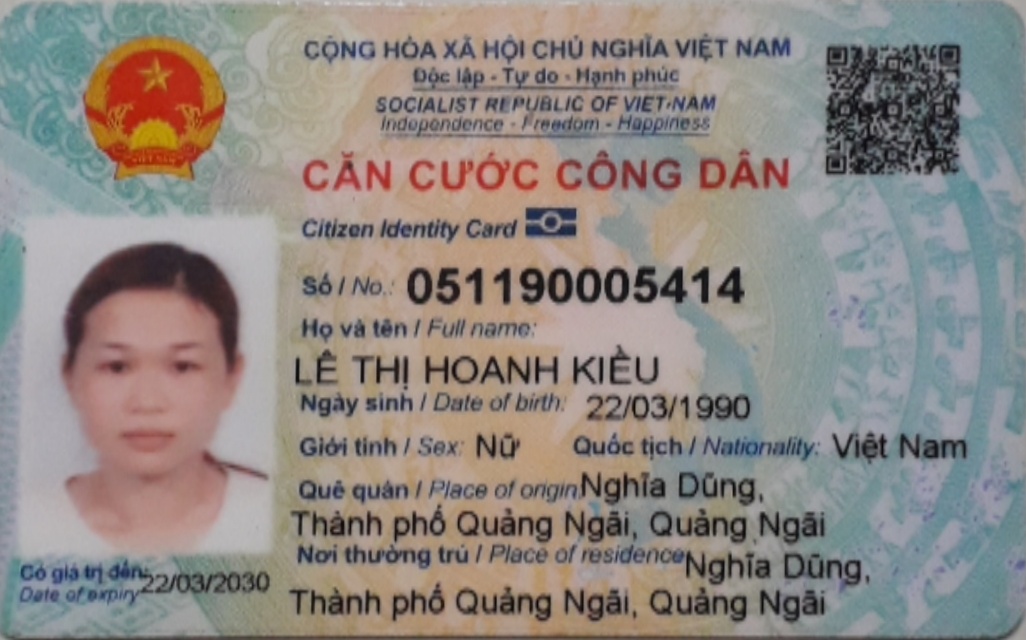 CỘNG HÒA XÃ HỘI CHỦ NGHĨA VIỆT NAM
Độc lập - Tự do - Hạnh phúc
SOCIALIST REPUBLIC OF VIET NAM
Independence - Freedom - Happiness
CĂN CƯỚC CÔNG DÂN
Citizen Identity Card
Số / No.: 051190005414
Họ và tên / Full name:
LÊ THỊ HOANH KIỀU
Ngày sinh / Date of birth: 22/03/1990
Giới tính / Sex: Nữ Quốc tịch / Nationality: Việt Nam
Quê quán / Place of origin: Nghĩa Dũng,
Thành phố Quảng Ngãi, Quảng Ngãi
Nơi thường trú / Place of residence Nghĩa Dũng,
Thành phố Quảng Ngãi, Quảng Ngãi
Có giá trị đến: 22/03/2030
Date of expiry